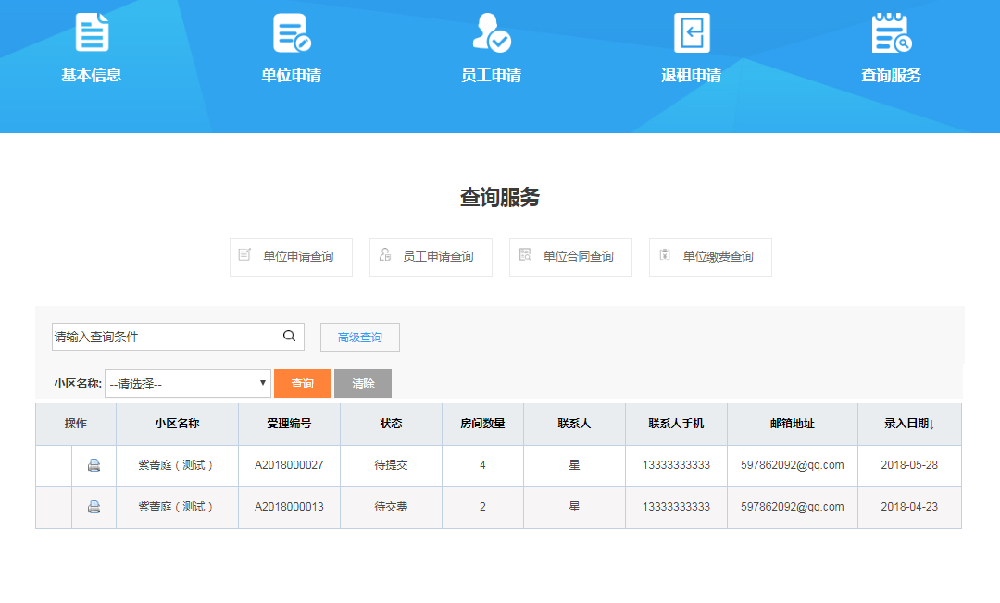 基本信息 单位申请 员工申请 退租申请 查询服务
查询服务
单位申请查询 员工申请查询 单位合同查询 单位缴费查询
请输入查询条件 高级查询
小区名称: --请选择-- 查询 清除
操作 小区名称 受理编号 状态 房间数量 联系人 联系人手机 邮箱地址 录入日期↓
紫菁庭（测试） A2018000027 待提交 4 星 13333333333 597862092@qq.com 2018-05-28
紫菁庭（测试） A2018000013 待交费 2 星 13333333333 597862092@qq.com 2018-04-23